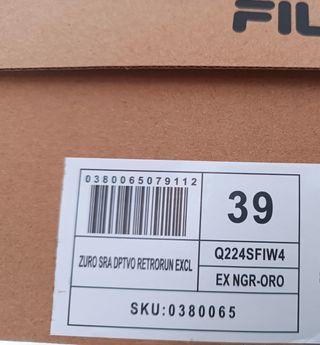 FIL
0380065079112
39
ZURO SRA DPTVO RETRORUN EXCL
Q224SFIW4
EX NGR-ORO
SKU:0380065